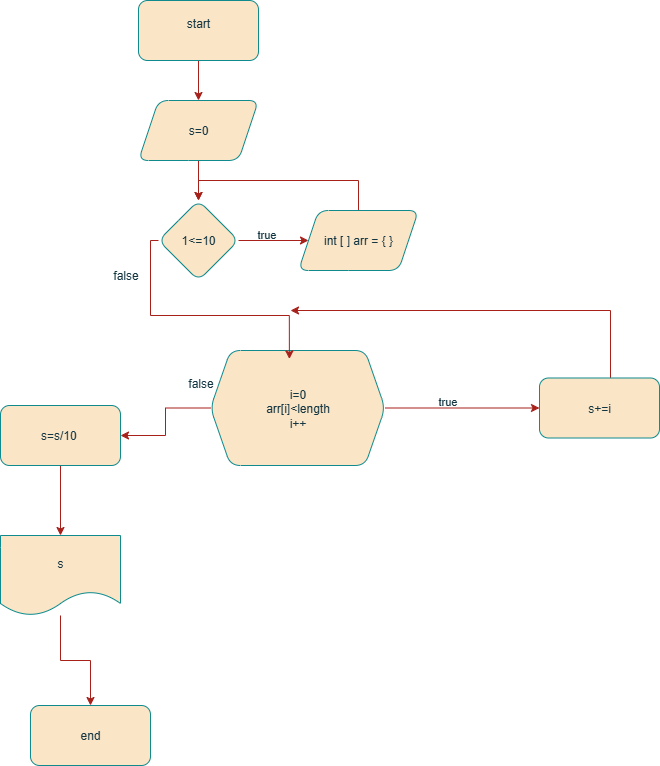 start
s=0
1<=10
true
int [ ] arr = { }
false
false
i=0
arr[i]<length
i++
true
s+=i
s=s/10
s
end